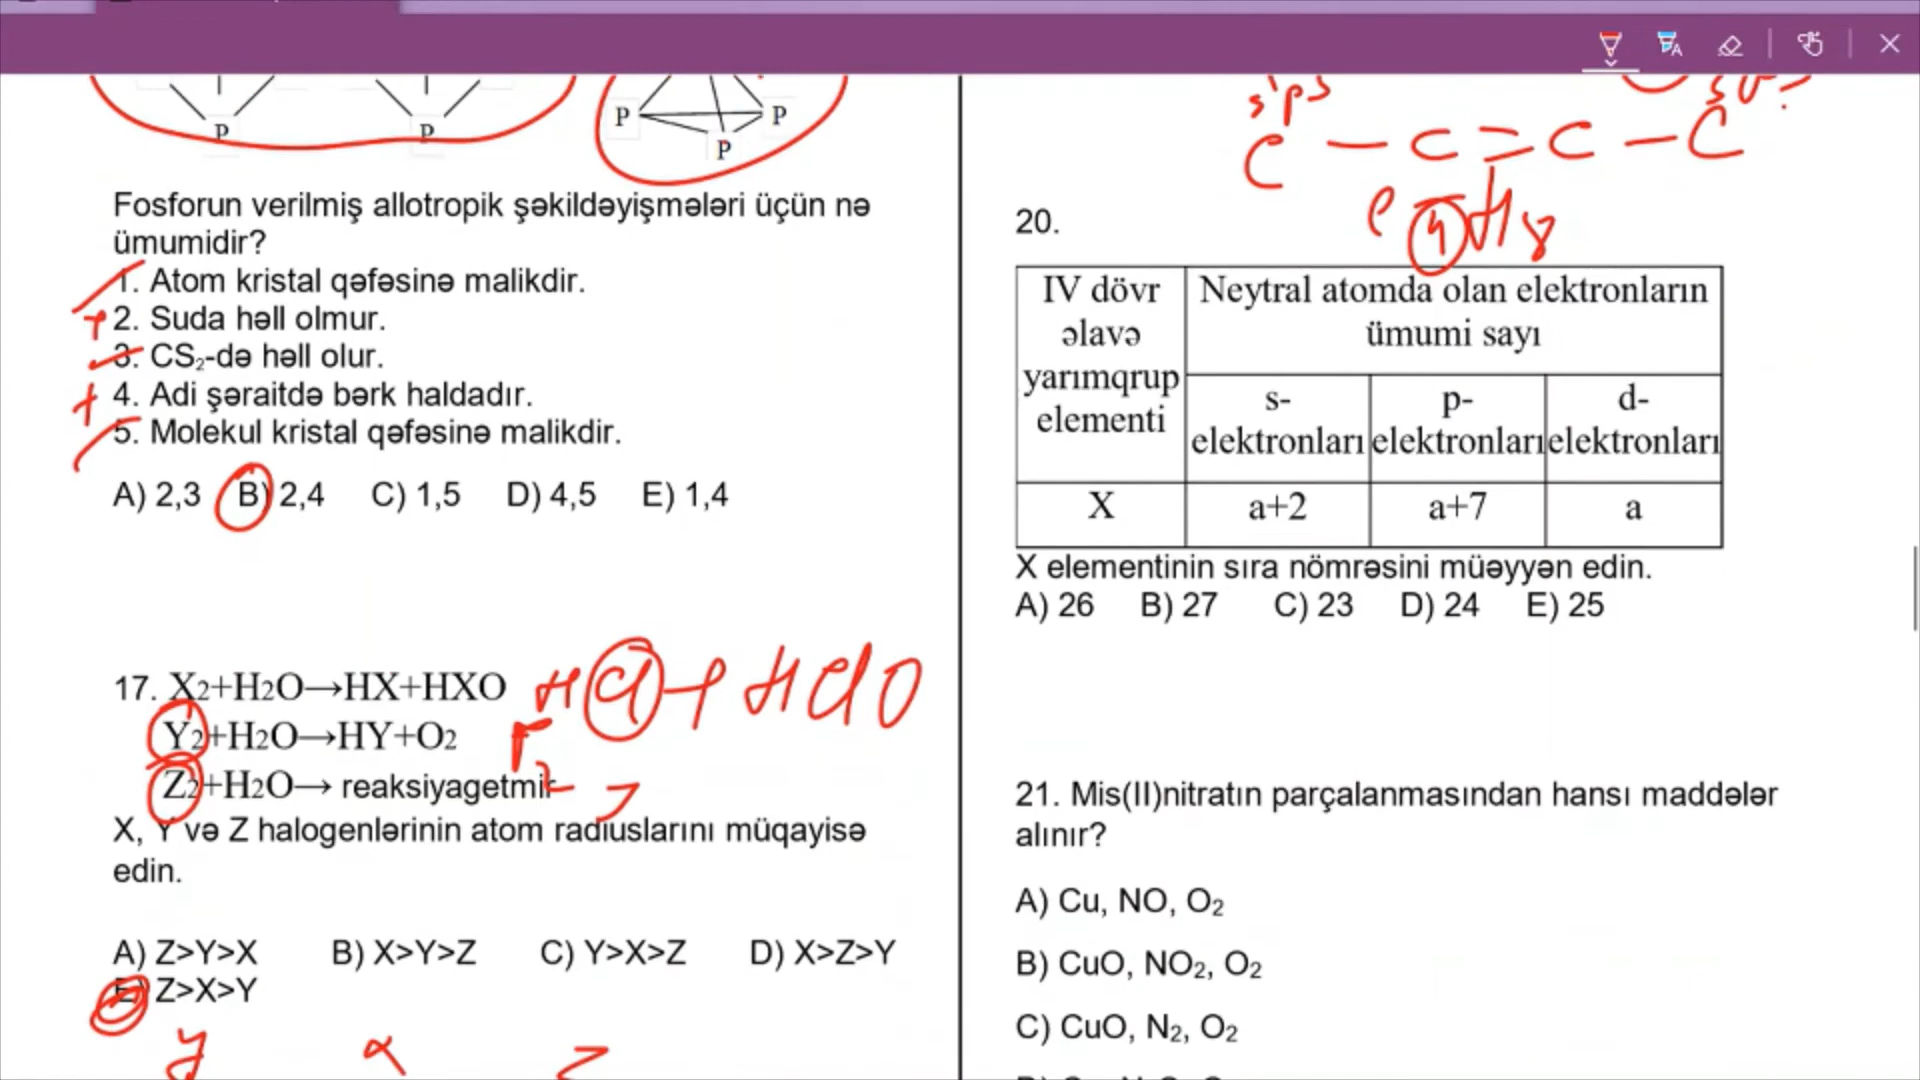 P
P
P
P
P
Fosforun verilmiş allotropik şəkildəyişmələri üçün nə
ümumidir?
1. Atom kristal qəfəsinə malikdir.
+ 2. Suda həll olmur.
3. CS₂-də həll olur.
+ 4. Adi şəraitdə bərk haldadır.
5. Molekul kristal qəfəsinə malikdir.
A) 2,3 B) 2,4 C) 1,5 D) 4,5 E) 1,4
17. X2+H2O→HX+HXO HCl + HClO
Y2+H2O→HY+O2 F2
Z2+H2O→ reaksiyagetmir
X, Y və Z halogenlərinin atom radiuslarını müqayisə
edin.
A) Z>Y>X B) X>Y>Z C) Y>X>Z D) X>Z>Y
E) Z>X>Y
y x z
C – C = C – C
C4H8
20.
IV dövr əlavə yarımqrup elementi
Neytral atomda olan elektronların
ümumi sayı
s-elektronları p-elektronları d-elektronları
X a+2 a+7 a
X elementinin sıra nömrəsini müəyyən edin.
A) 26 B) 27 C) 23 D) 24 E) 25
21. Mis(II)nitratın parçalanmasından hansı maddələr
alınır?
A) Cu, NO, O2
B) CuO, NO2, O2
C) CuO, N2, O2